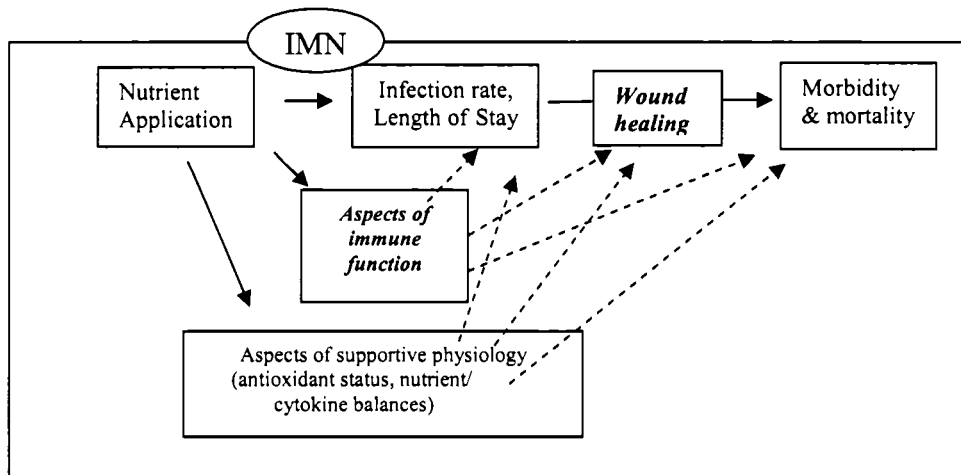 IMN
Nutrient
Application
Infection rate,
Length of Stay
Wound
healing
Morbidity
& mortality
Aspects of
immune
function
Aspects of supportive physiology
(antioxidant status, nutrient/
cytokine balances)